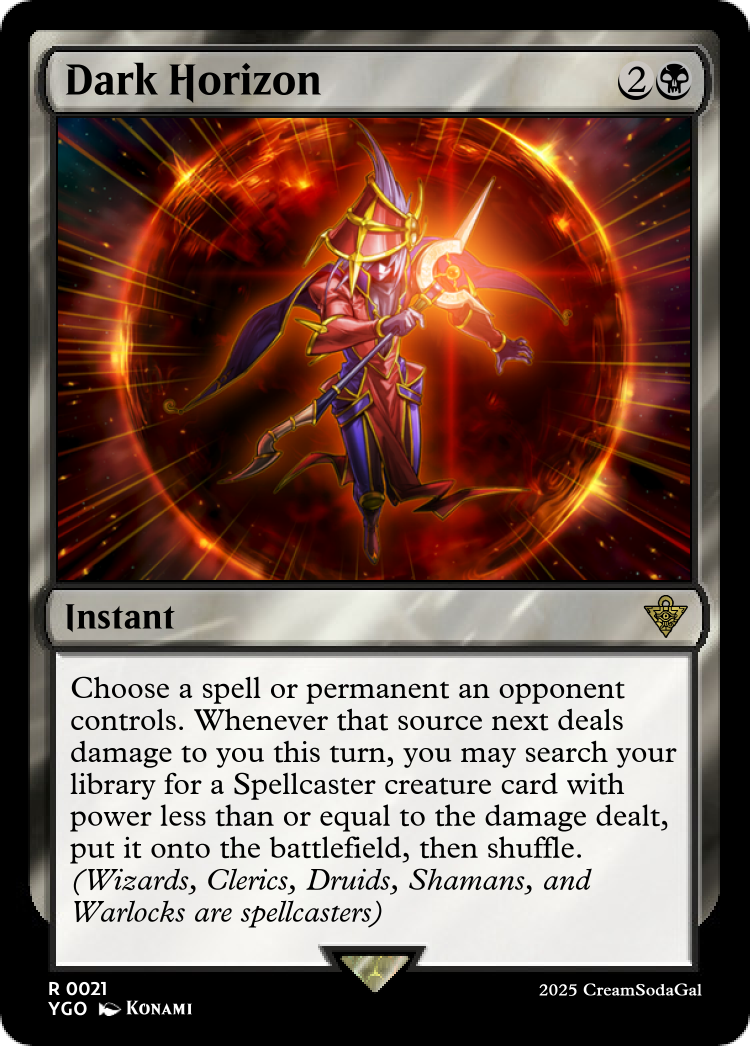 Dark Horizon
2
Instant
Choose a spell or permanent an opponent
controls. Whenever that source next deals
damage to you this turn, you may search your
library for a Spellcaster creature card with
power less than or equal to the damage dealt,
put it onto the battlefield, then shuffle.
(Wizards, Clerics, Druids, Shamans, and
Warlocks are spellcasters)
R 0021
YGO KONAMI
2025 CreamSodaGal